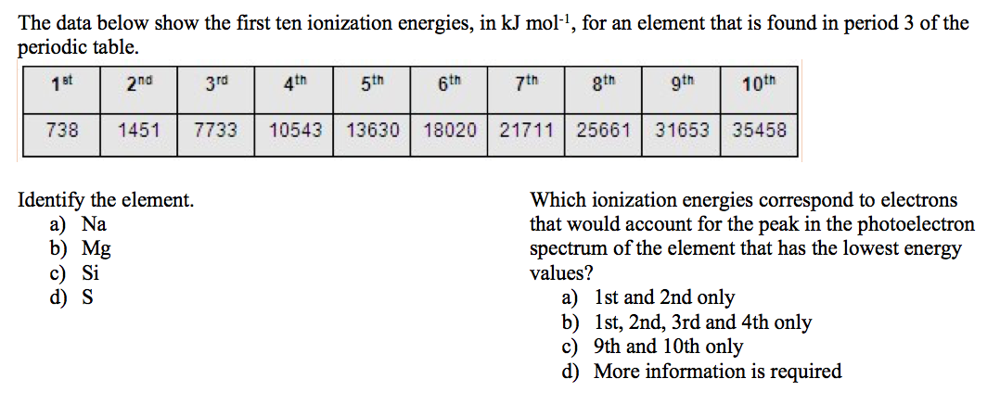 The data below show the first ten ionization energies, in kJ mol⁻¹, for an element that is found in period 3 of the
periodic table.
1st 2nd 3rd 4th 5th 6th 7th 8th 9th 10th
738 1451 7733 10543 13630 18020 21711 25661 31653 35458
Identify the element.
a) Na
b) Mg
c) Si
d) S
Which ionization energies correspond to electrons
that would account for the peak in the photoelectron
spectrum of the element that has the lowest energy
values?
a) 1st and 2nd only
b) 1st, 2nd, 3rd and 4th only
c) 9th and 10th only
d) More information is required